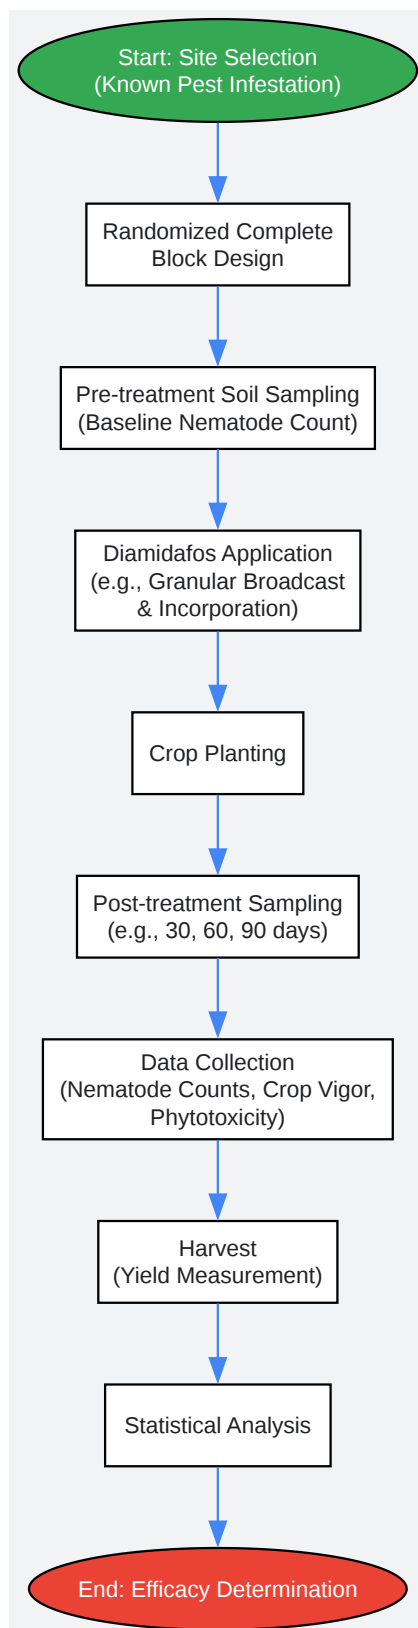 Start: Site Selection
(Known Pest Infestation)
Randomized Complete
Block Design
Pre-treatment Soil Sampling
(Baseline Nematode Count)
Diamidafos Application
(e.g., Granular Broadcast
& Incorporation)
Crop Planting
Post-treatment Sampling
(e.g., 30, 60, 90 days)
Data Collection
(Nematode Counts, Crop Vigor,
Phytotoxicity)
Harvest
(Yield Measurement)
Statistical Analysis
End: Efficacy Determination